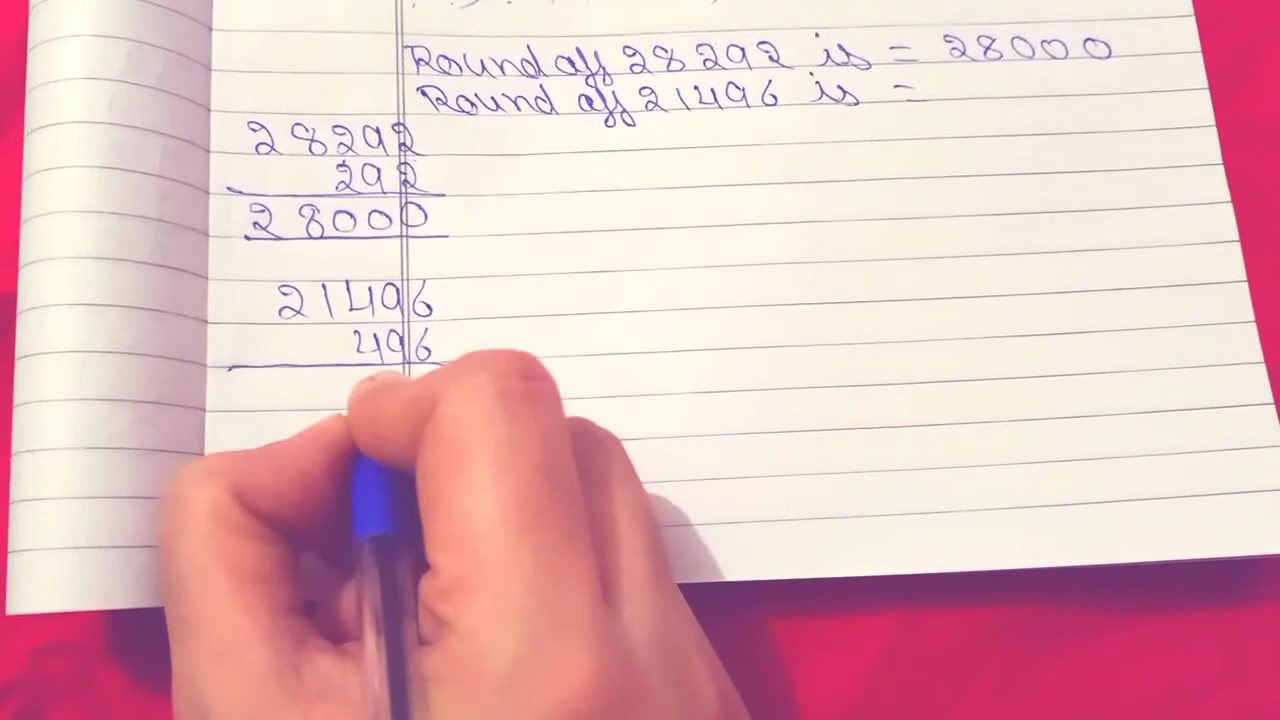 Round off 28292 is = 28000
Round off 21496 is =
28292
292
28000
21496
496